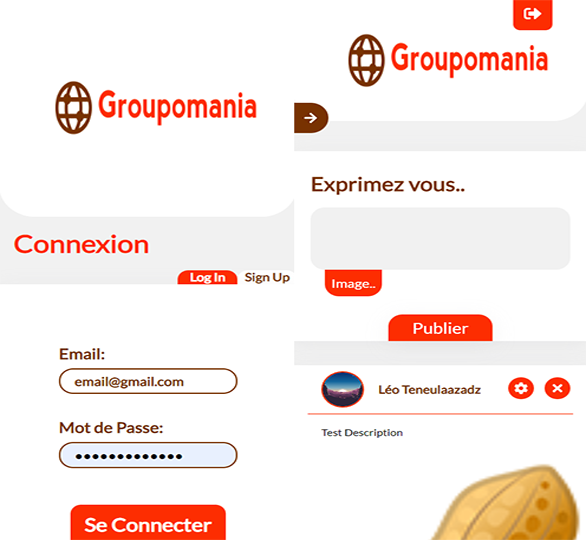 Groupomania
Connexion
Log In Sign Up
Email:
email@gmail.com
Mot de Passe:
•••••••••••••
Se Connecter
Groupomania
Exprimez vous..
Image..
Publier
Léo Teneulaazadz
Test Description